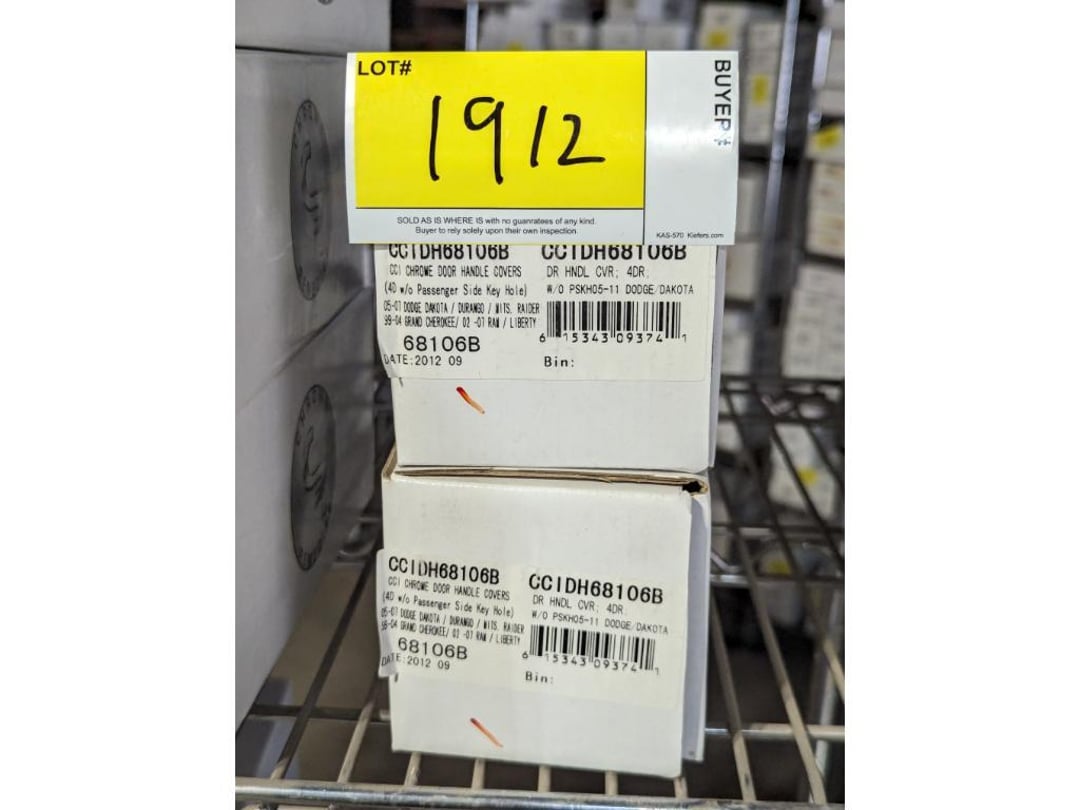 LOT#
BUYER#
1912
SOLD AS IS WHERE IS with no guanratees of any kind.
Buyer to rely solely upon their own inspection.
KAS-570 Kiefers.com
CCIDH68106B
CCI CHROME DOOR HANDLE COVERS
(4D w/o Passenger Side Key Hole)
05-07 DODGE DAKOTA / DURANGO / MITS. RAIDER
99-04 GRAND CHEROKEE/ 02 -07 RAM / LIBERTY
68106B
DATE:2012 09
CCIDH68106B
DR HNDL CVR; 4DR.
W/O PSKH05-11 DODGE/DAKOTA
6 15343 09374 1
Bin:
CCIDH68106B
CCI CHROME DOOR HANDLE COVERS
(4D w/o Passenger Side Key Hole)
05-07 DODGE DAKOTA / DURANGO / MITS. RAIDER
99-04 GRAND CHEROKEE/ 02 -07 RAM / LIBERTY
68106B
DATE:2012 09
CCIDH68106B
DR HNDL CVR; 4DR.
W/O PSKH05-11 DODGE/DAKOTA
6 15343 09374 1
Bin: